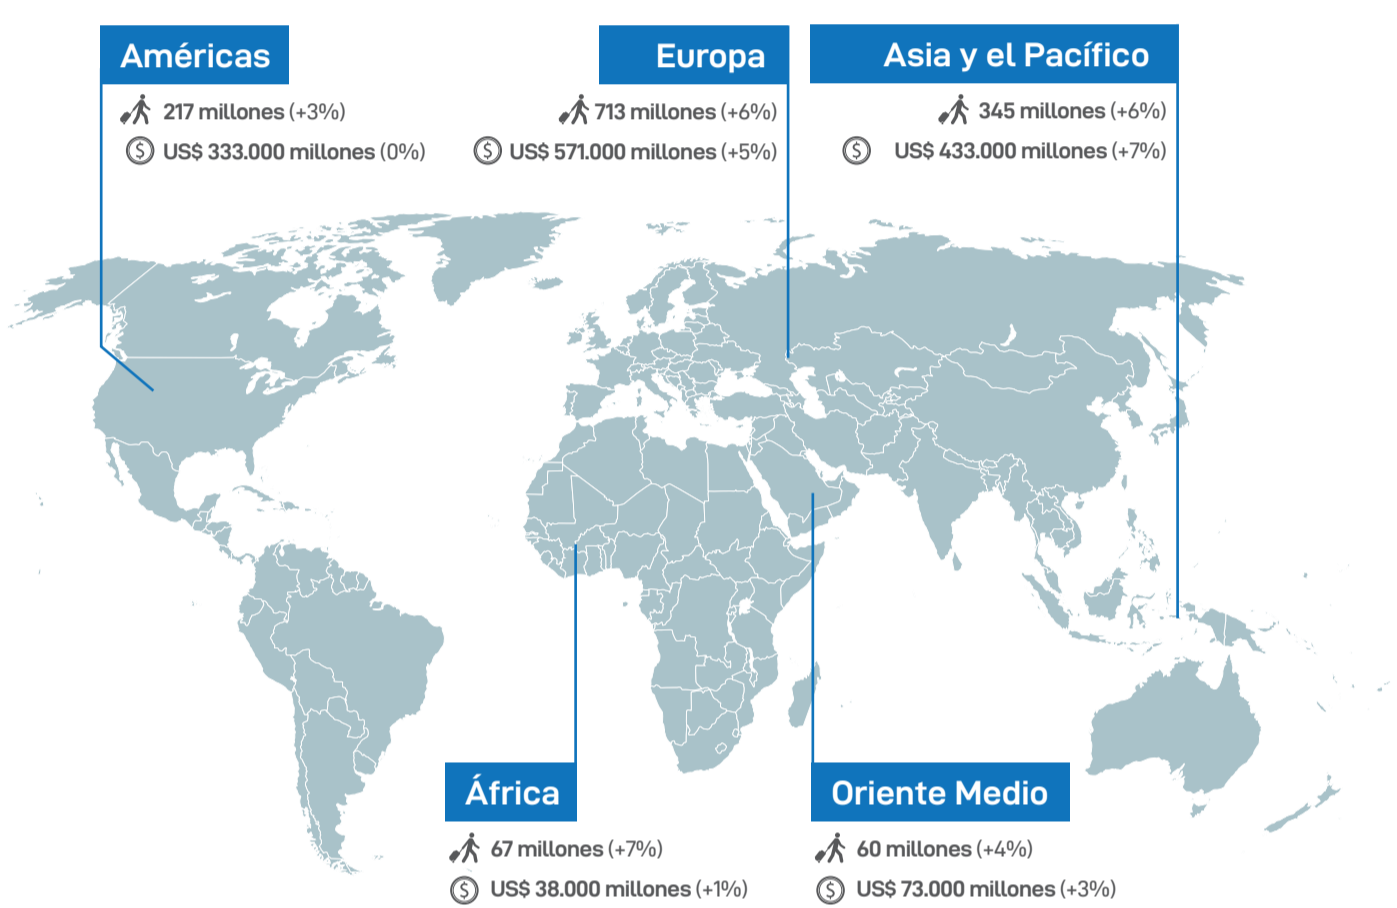 Américas
217 millones (+3%)
$ US$ 333.000 millones (0%)
Europa
713 millones (+6%)
$ US$ 571.000 millones (+5%)
Asia y el Pacífico
345 millones (+6%)
$ US$ 433.000 millones (+7%)
África
67 millones (+7%)
$ US$ 38.000 millones (+1%)
Oriente Medio
60 millones (+4%)
$ US$ 73.000 millones (+3%)